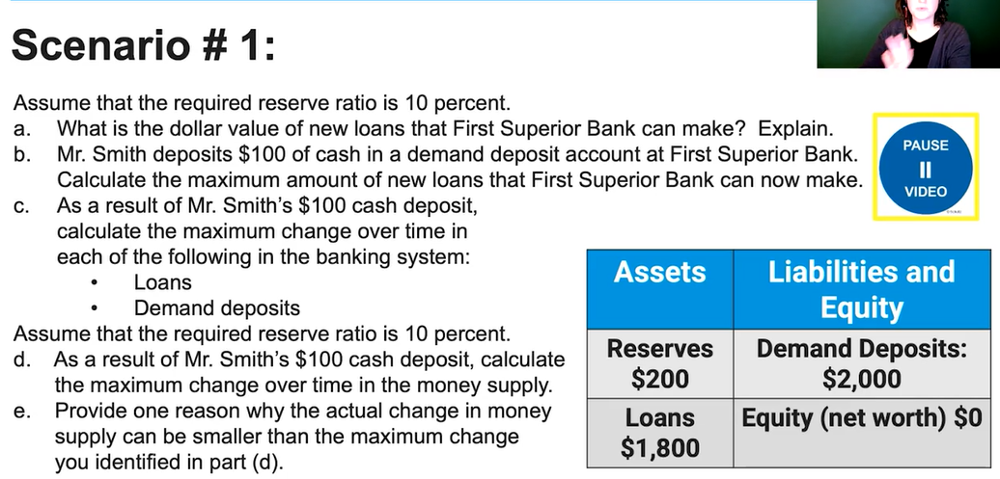 Scenario # 1:
Assume that the required reserve ratio is 10 percent.
a. What is the dollar value of new loans that First Superior Bank can make? Explain.
b. Mr. Smith deposits $100 of cash in a demand deposit account at First Superior Bank.
Calculate the maximum amount of new loans that First Superior Bank can now make.
c. As a result of Mr. Smith's $100 cash deposit,
calculate the maximum change over time in
each of the following in the banking system:
• Loans
• Demand deposits
Assume that the required reserve ratio is 10 percent.
d. As a result of Mr. Smith's $100 cash deposit, calculate
the maximum change over time in the money supply.
e. Provide one reason why the actual change in money
supply can be smaller than the maximum change
you identified in part (d).
PAUSE
VIDEO
Assets
Liabilities and
Equity
Reserves
$200
Demand Deposits:
$2,000
Loans
$1,800
Equity (net worth) $0